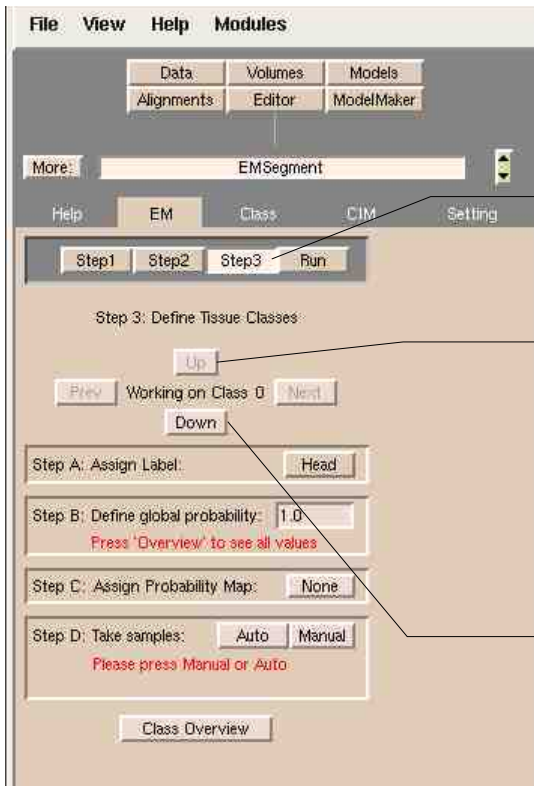 File View Help Modules
Data Volumes Models
Alignments Editor ModelMaker
More: EMSegment
Help EM Class CIM Setting
Step1 Step2 Step3 Run
Step 3: Define Tissue Classes
Up
Prev Working on Class 0 Next
Down
Step A: Assign Label: Head
Step B: Define global probability: 1.0
Press 'Overview' to see all values
Step C: Assign Probability Map: None
Step D: Take samples: Auto Manual
Please press Manual or Auto
Class Overview